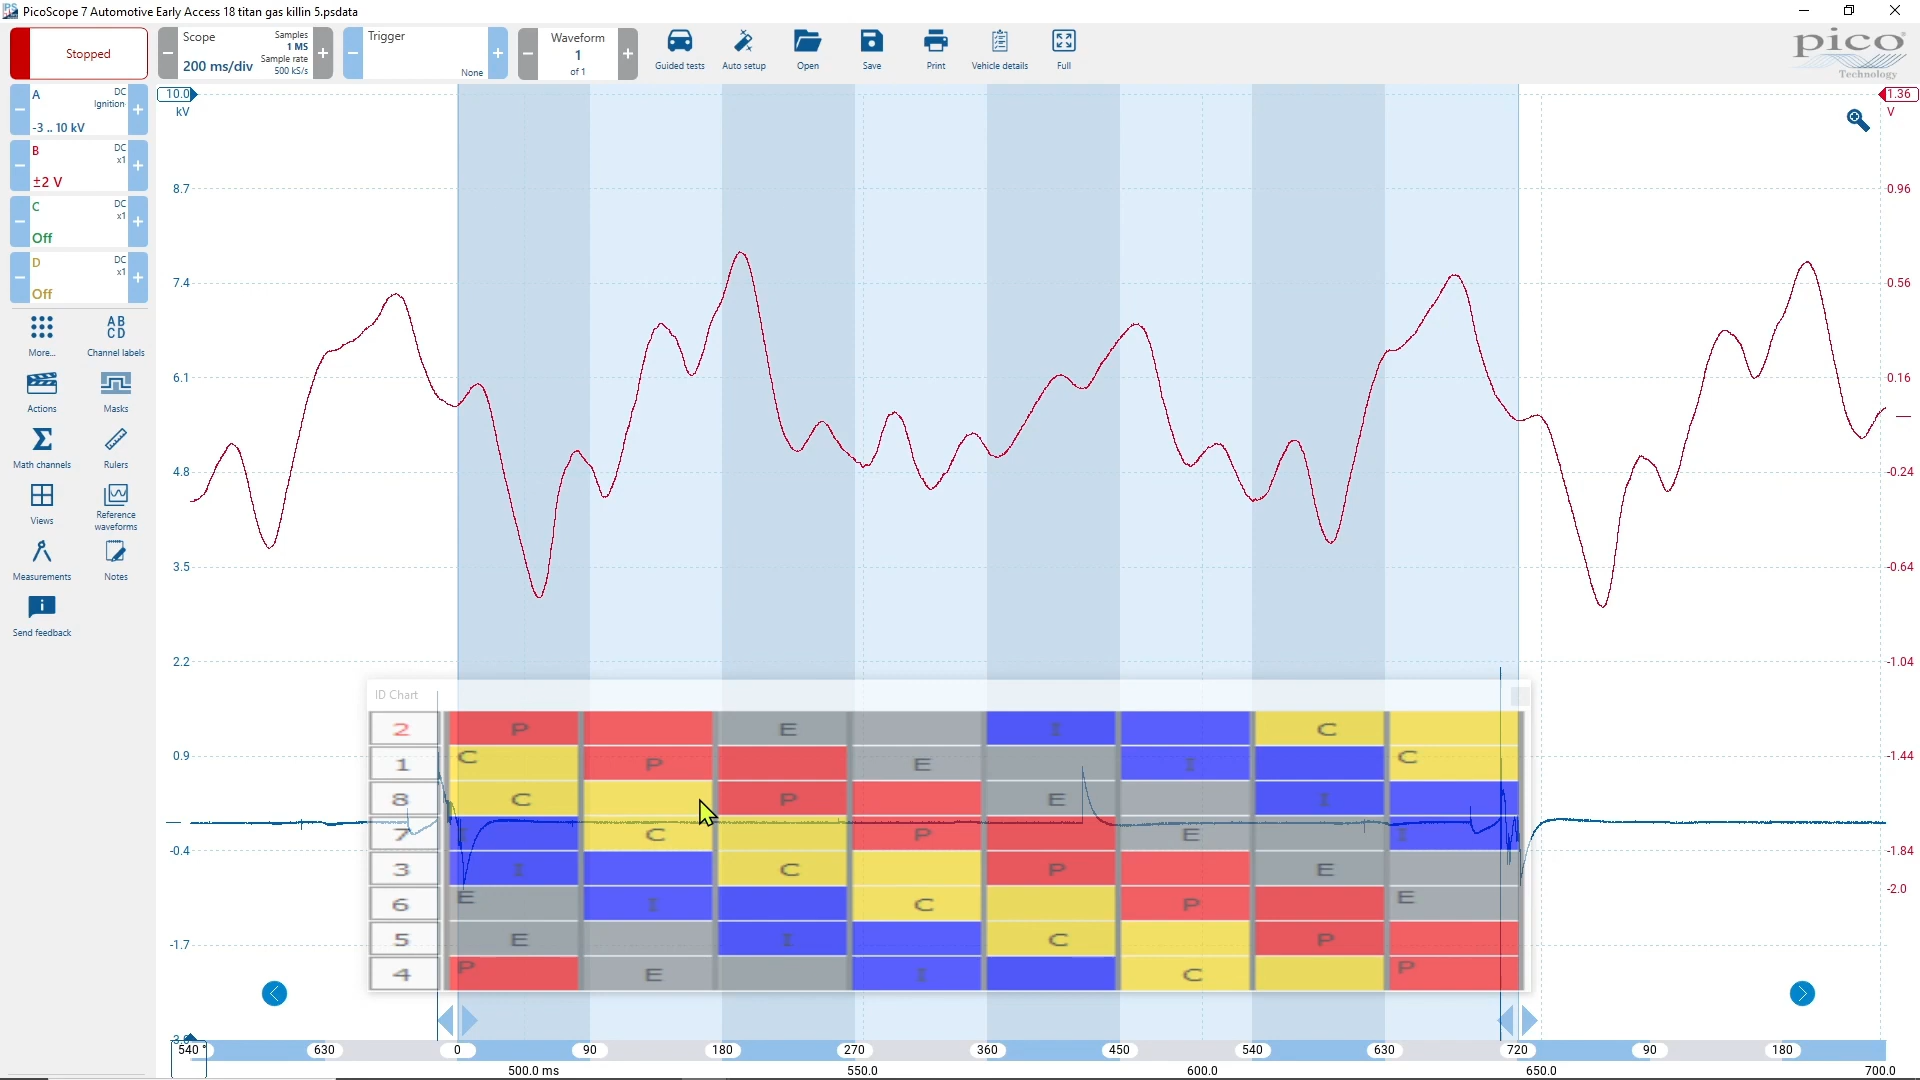 PicoScope 7 Automotive Early Access 18 titan gas killin 5.psdata
Stopped
Scope
200 ms/div
Samples
1 MS
Sample rate
500 kS/s
Trigger
None
Waveform
1
of 1
Guided tests
Auto setup
Open
Save
Print
Vehicle details
Full
pico
Technology
A
DC
Ignition
-3 .. 10 kV
B
DC
x1
±2 V
C
DC
x1
Off
D
DC
x1
Off
More...
Channel labels
Actions
Masks
Math channels
Rulers
Views
Reference
waveforms
Measurements
Notes
Send feedback
10.0
kV
8.7
7.4
6.1
4.8
3.5
2.2
0.9
-0.4
-1.7
1.36
V
0.96
0.56
0.16
-0.24
-0.64
-1.04
-1.44
-1.84
-2.0
ID Chart
2 P E I C
1 C P E I C
8 C P E I
7 I C P E I
3 I C P E
6 E I C P E
5 E I C P
4 P E I C P
540 ° 630 0 90 180 270 360 450 540 630 720 90 180
500.0 ms 550.0 600.0 650.0 700.0